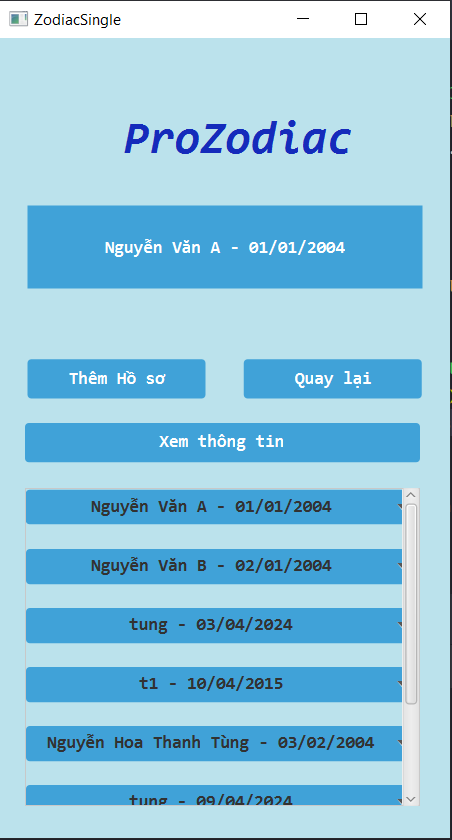 ZodiacSingle
ProZodiac
Nguyễn Văn A - 01/01/2004
Thêm Hồ sơ
Quay lại
Xem thông tin
Nguyễn Văn A - 01/01/2004
Nguyễn Văn B - 02/01/2004
tung - 03/04/2024
t1 - 10/04/2015
Nguyễn Hoa Thanh Tùng - 03/02/2004
tung - 09/04/2024